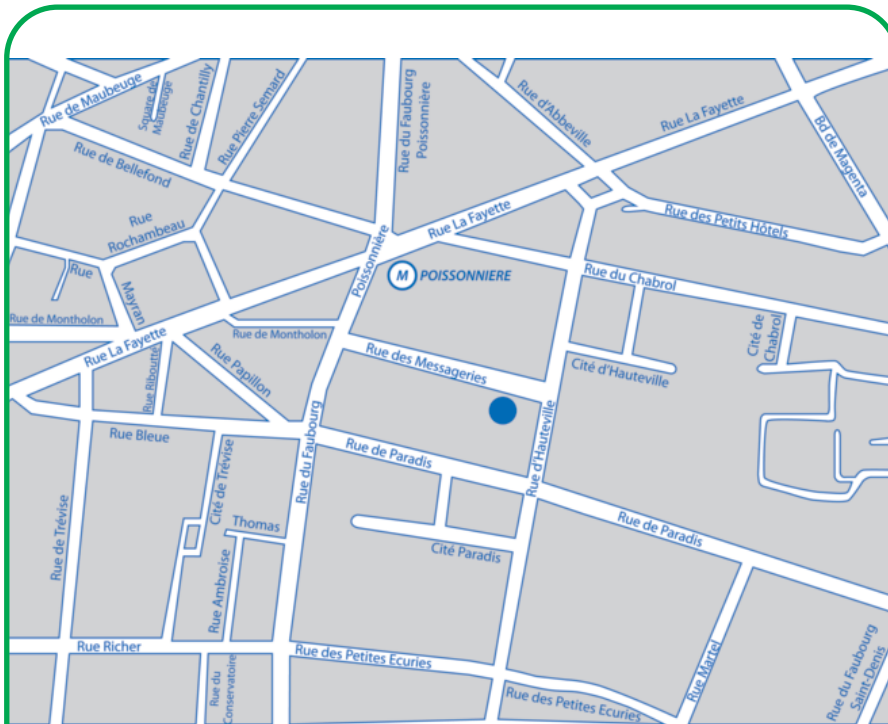 Rue de Maubeuge
Square de
Maubeuge
Rue de Chantilly
Rue Pierre Semard
Rue du Faubourg
Poissonnière
Rue d'Abbeville
Rue La Fayette
Bd de Magenta
Rue de Bellefond
Rue
Rochambeau
Rue La Fayette
Rue des Petits Hôtels
Poissonnière
M POISSONNIERE
Rue du Chabrol
Rue
Mayran
Rue de Montholon
Rue La Fayette
Rue de Montholon
Rue Papillon
Rue Riboutté
Rue des Messageries
Cité d'Hauteville
Cité de
Chabrol
Rue Bleue
Rue du Faubourg
Rue de Paradis
Rue d'Hauteville
Cité de Trévise
Rue de Trévise
Thomas
Rue Ambroise
Cité Paradis
Rue de Paradis
Rue Richer
Rue des Petites Ecuries
Rue du
Conservatoire
Rue des Petites Ecuries
Rue Martel
Rue du Faubourg
Saint-Denis